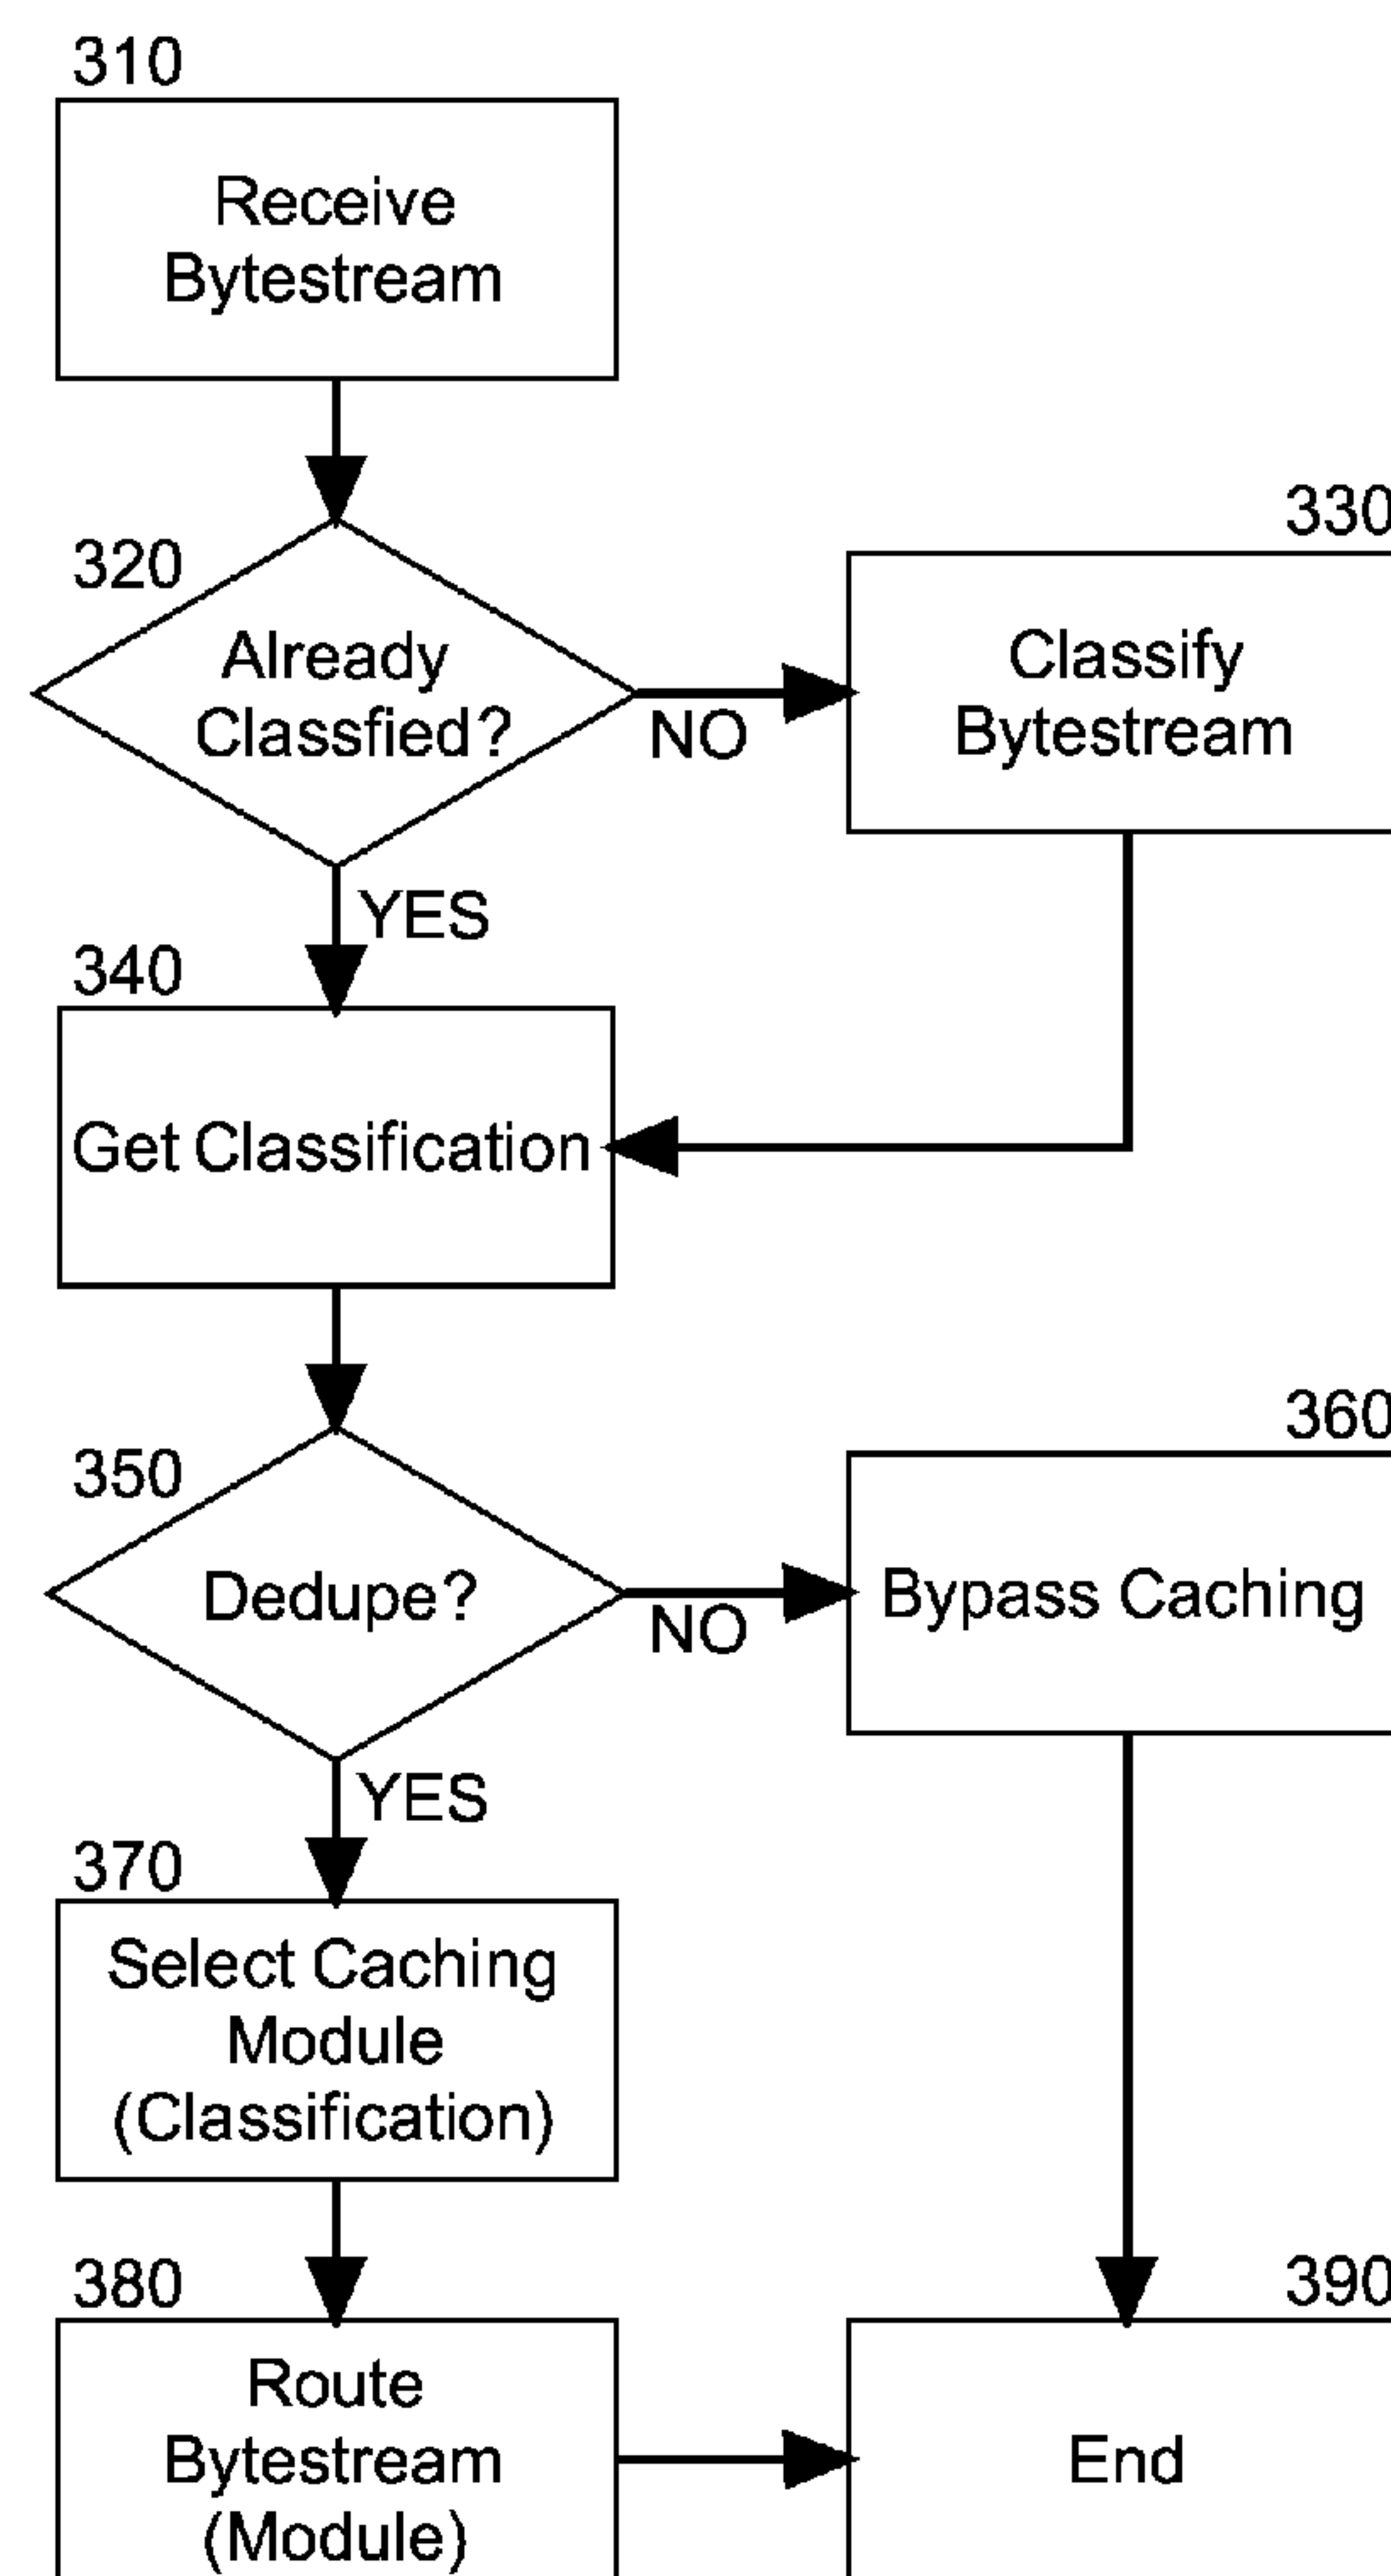 310
Receive
Bytestream
320
Already
Classfied?
NO
330
Classify
Bytestream
YES
340
Get Classification
350
Dedupe?
NO
360
Bypass Caching
YES
370
Select Caching
Module
(Classification)
380
Route
Bytestream
(Module)
390
End